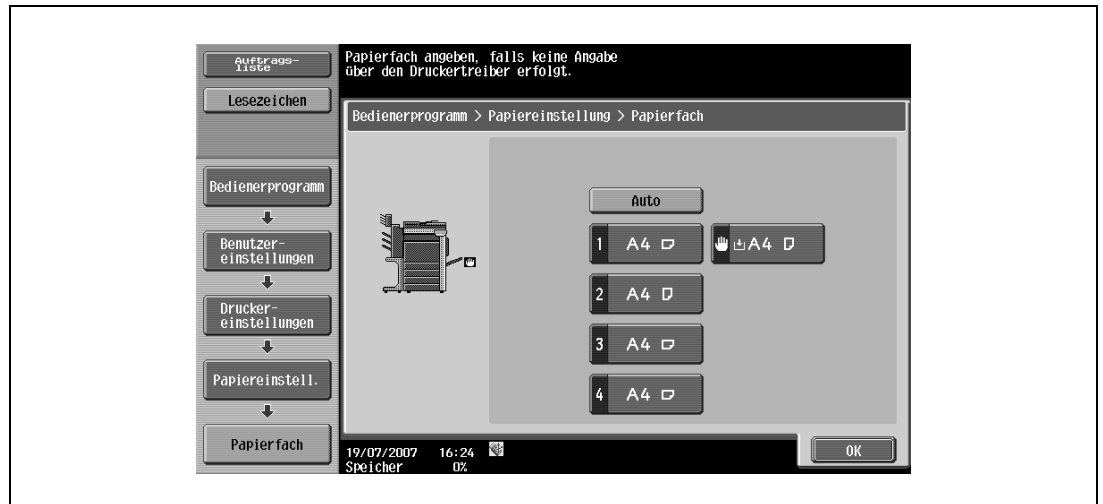 Auftrags-
liste
Lesezeichen
Bedienerprogramm
Benutzer-
einstellungen
Drucker-
einstellungen
Papiereinstell.
Papierfach
Papierfach angeben, falls keine Angabe
über den Druckertreiber erfolgt.
Bedienerprogramm > Papiereinstellung > Papierfach
Auto
1 A4
A4
2 A4
3 A4
4 A4
19/07/2007 16:24
Speicher 0%
OK